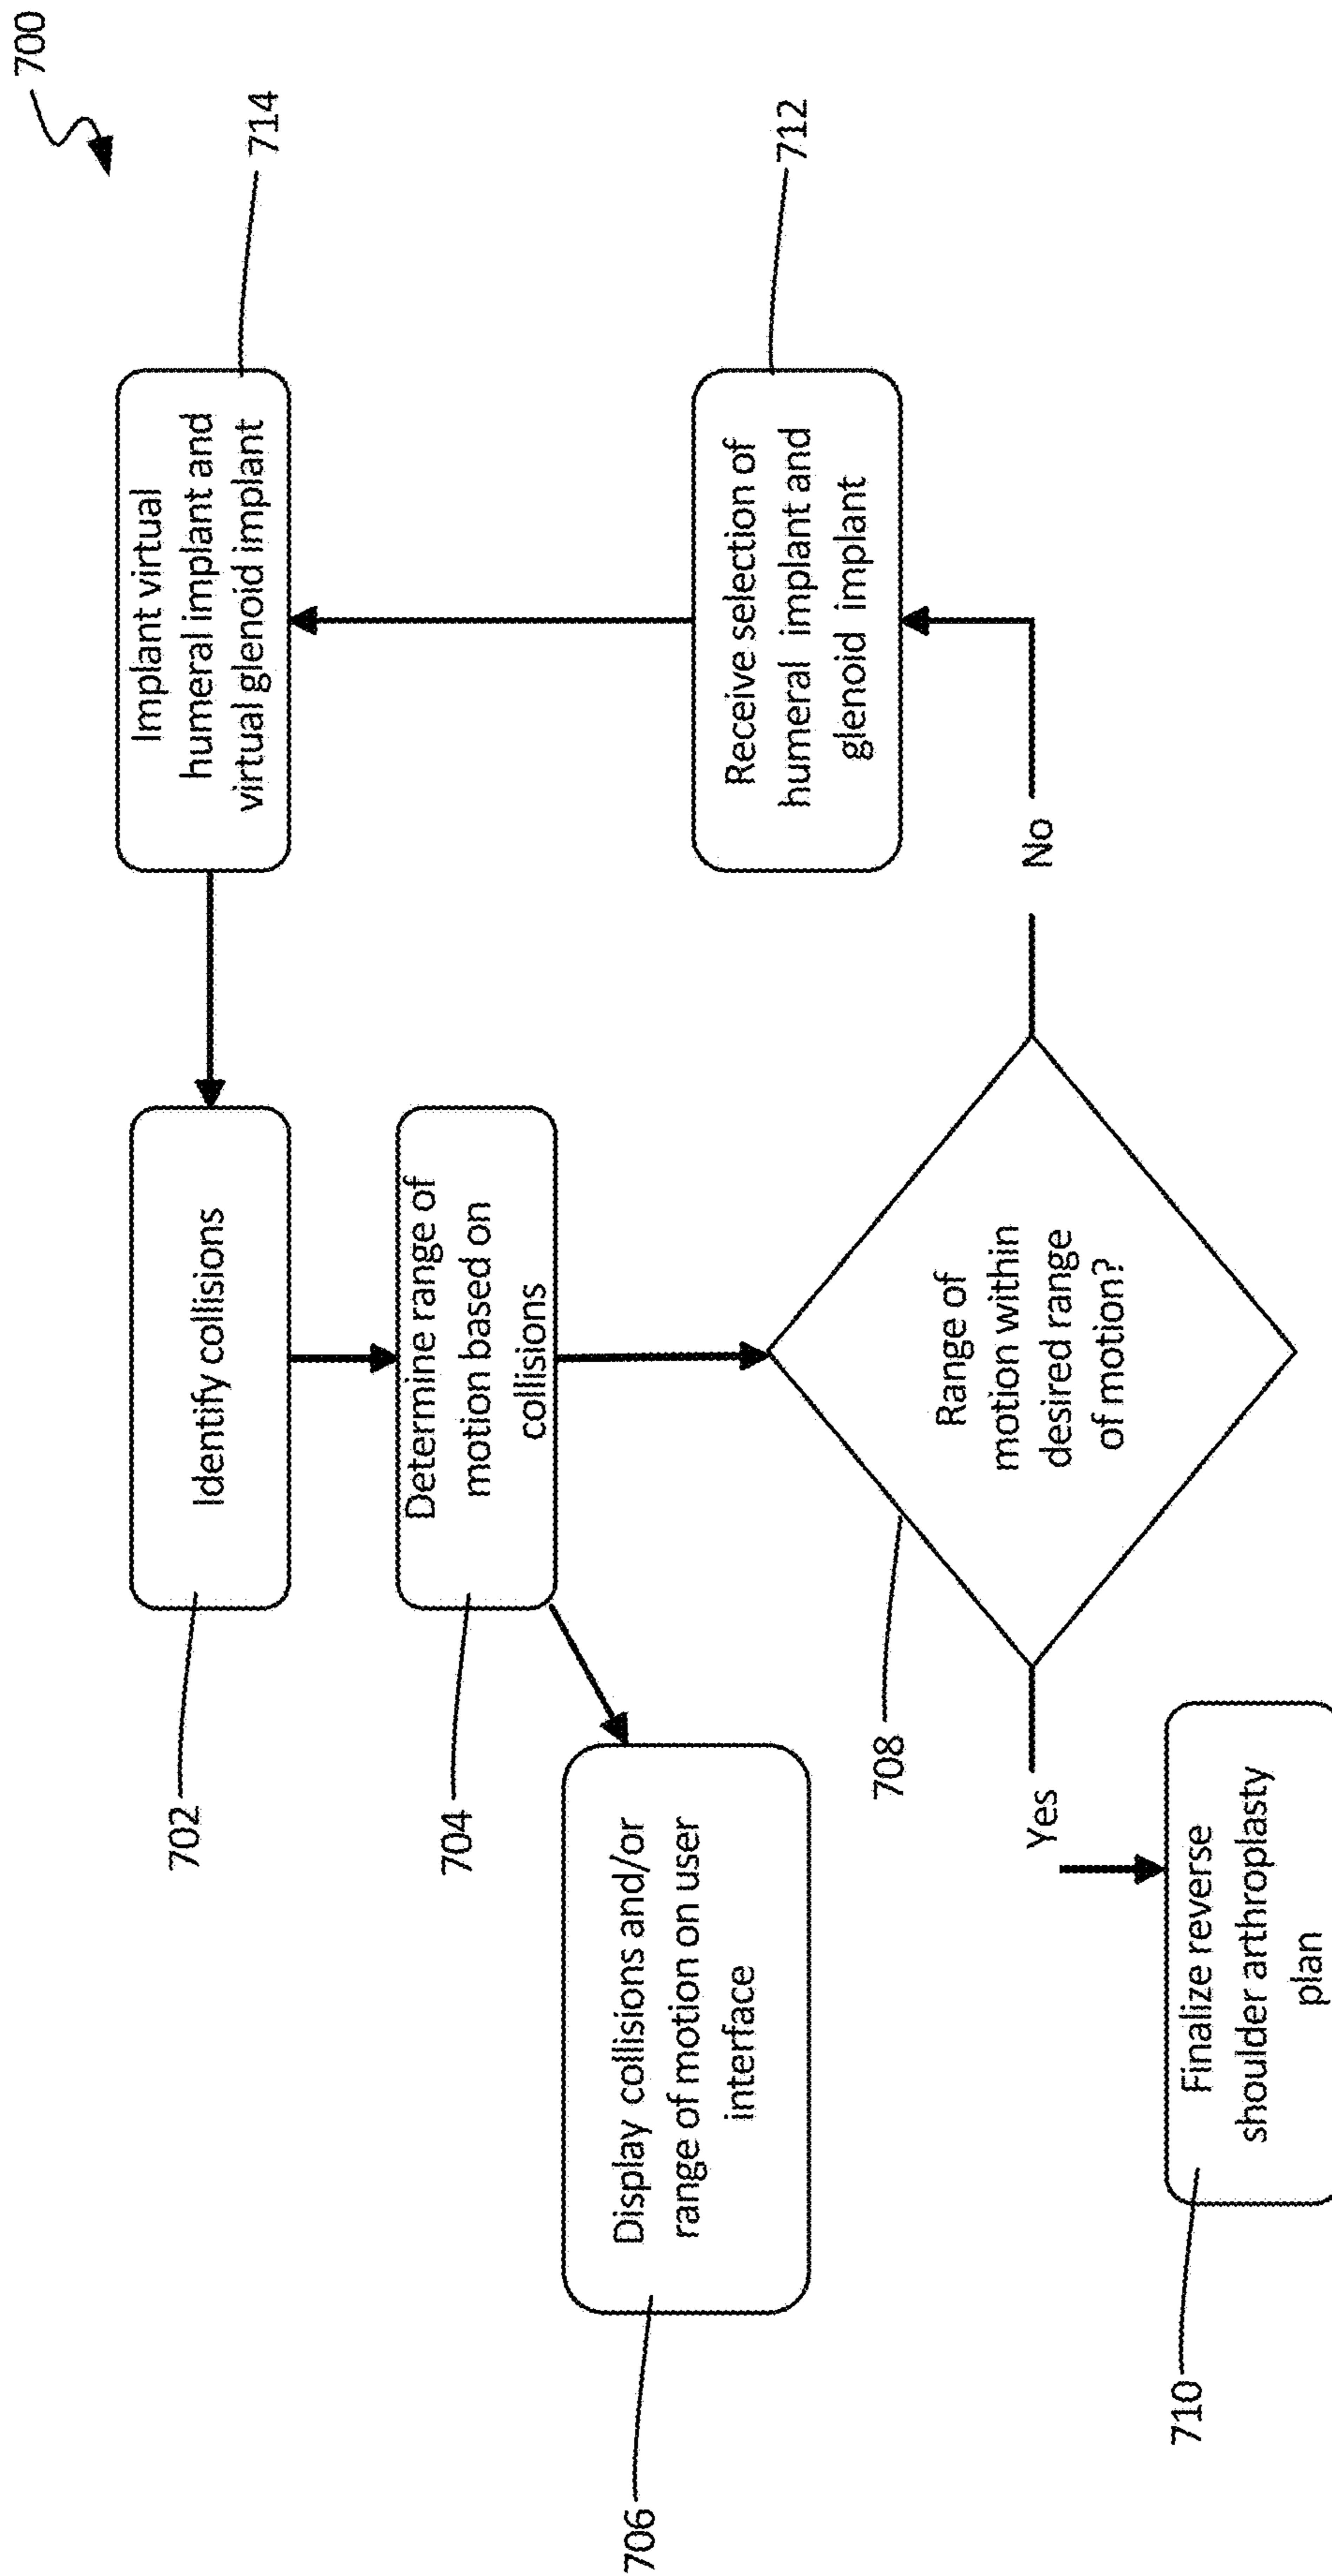 700
702
Identify collisions
714
Implant virtual
humeral implant and
virtual glenoid implant
704
Determine range of
motion based on
collisions
706
Display collisions and/or
range of motion on user
interface
712
Receive selection of
humeral implant and
glenoid implant
708
Range of
motion within
desired range
of motion?
Yes
No
710
Finalize reverse
shoulder arthroplasty
plan